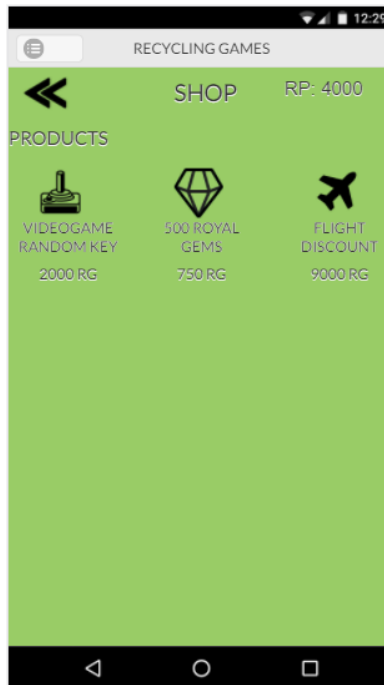 12:29
RECYCLING GAMES
SHOP
RP: 4000
PRODUCTS
VIDEOGAME
RANDOM KEY
2000 RG
500 ROYAL
GEMS
750 RG
FLIGHT
DISCOUNT
9000 RG